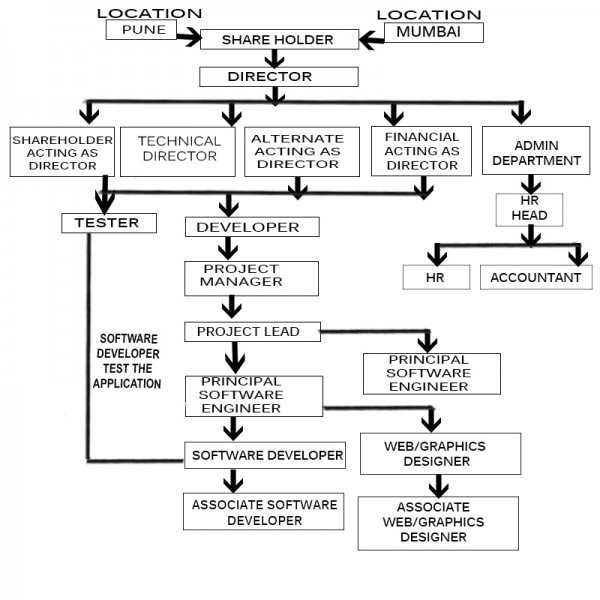 LOCATION
PUNE
LOCATION
MUMBAI
SHARE HOLDER
DIRECTOR
SHAREHOLDER
ACTING AS
DIRECTOR
TECHNICAL
DIRECTOR
ALTERNATE
ACTING AS
DIRECTOR
FINANCIAL
ACTING AS
DIRECTOR
ADMIN
DEPARTMENT
TESTER
DEVELOPER
HR
HEAD
PROJECT
MANAGER
HR
ACCOUNTANT
PROJECT LEAD
SOFTWARE
DEVELOPER
TEST THE
APPLICATION
PRINCIPAL
SOFTWARE
ENGINEER
PRINCIPAL
SOFTWARE
ENGINEER
SOFTWARE DEVELOPER
WEB/GRAPHICS
DESIGNER
ASSOCIATE SOFTWARE
DEVELOPER
ASSOCIATE
WEB/GRAPHICS
DESIGNER